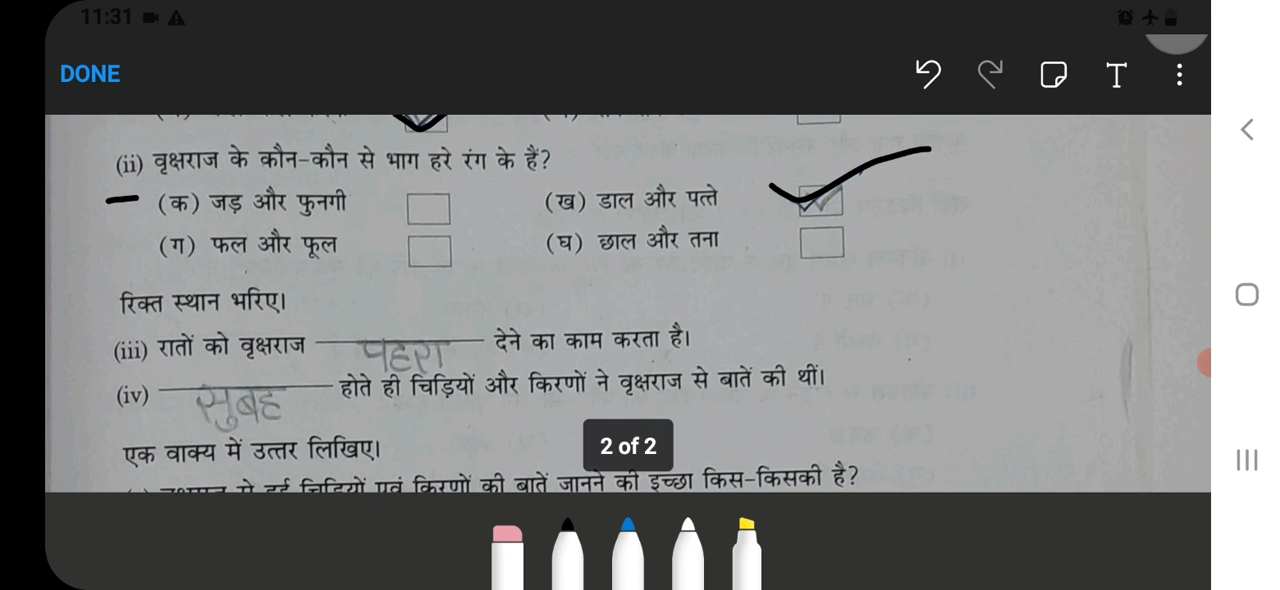 11:31
DONE
T
(ii) वृक्षराज के कौन-कौन से भाग हरे रंग के हैं?
(क) जड़ और फुनगी (ख) डाल और पत्ते
(ग) फल और फूल (घ) छाल और तना
रिक्त स्थान भरिए।
(iii) रातों को वृक्षराज पहरा देने का काम करता है।
(iv) सुबह होते ही चिड़ियों और किरणों ने वृक्षराज से बातें की थीं।
एक वाक्य में उत्तर लिखिए।
2 of 2
हुई चिड़ियों एवं किरणों की बातें जानने की इच्छा किस-किसकी है?